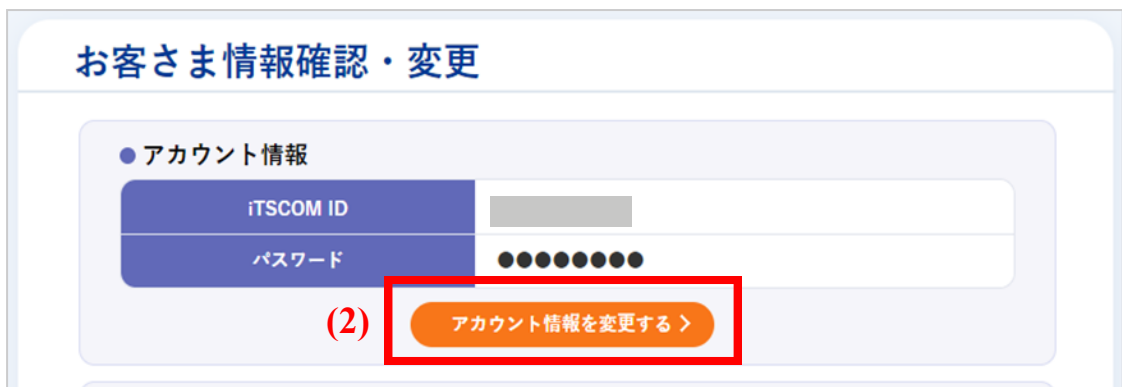 お客さま情報確認・変更
アカウント情報
iTSCOM ID
パスワード
●●●●●●●●
(2)
アカウント情報を変更する >